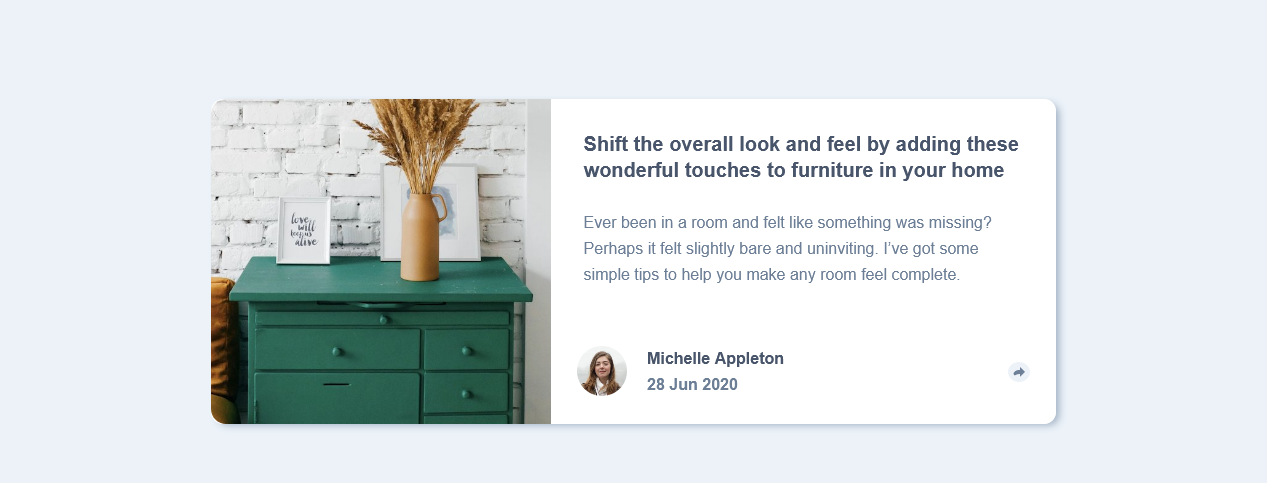 love
will
keep us
alive
Shift the overall look and feel by adding these
wonderful touches to furniture in your home
Ever been in a room and felt like something was missing?
Perhaps it felt slightly bare and uninviting. I’ve got some
simple tips to help you make any room feel complete.
Michelle Appleton
28 Jun 2020